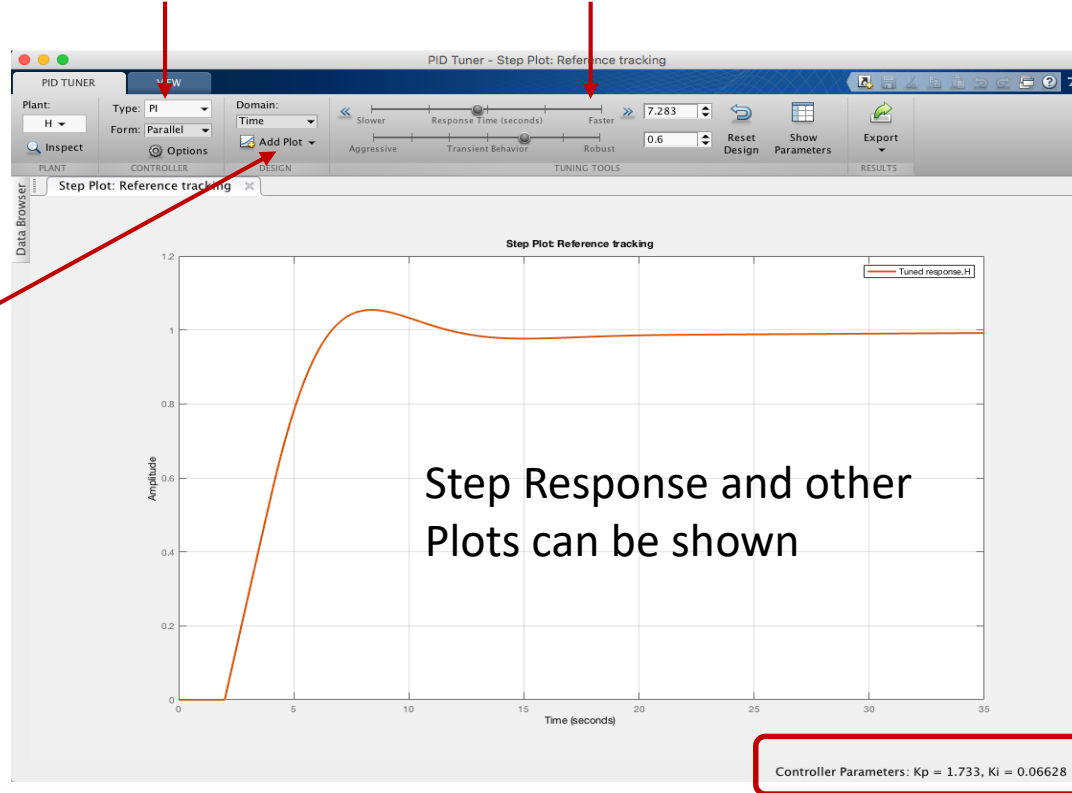 PID Tuner - Step Plot: Reference tracking
PID TUNER VIEW
Plant: Type: PI Domain:
H Form: Parallel Time
Slower Response Time (seconds) Faster 7.283
Inspect Options Add Plot
Aggressive Transient Behavior Robust 0.6
Reset Design Show Parameters Export
PLANT CONTROLLER DESIGN TUNING TOOLS RESULTS
Data Browser
Step Plot: Reference tracking
Step Plot: Reference tracking
Tuned response,H
1.2
1
0.8
0.6
0.4
0.2
0
Amplitude
Step Response and other
Plots can be shown
0 5 10 15 20 25 30 35
Time (seconds)
Controller Parameters: Kp = 1.733, Ki = 0.06628